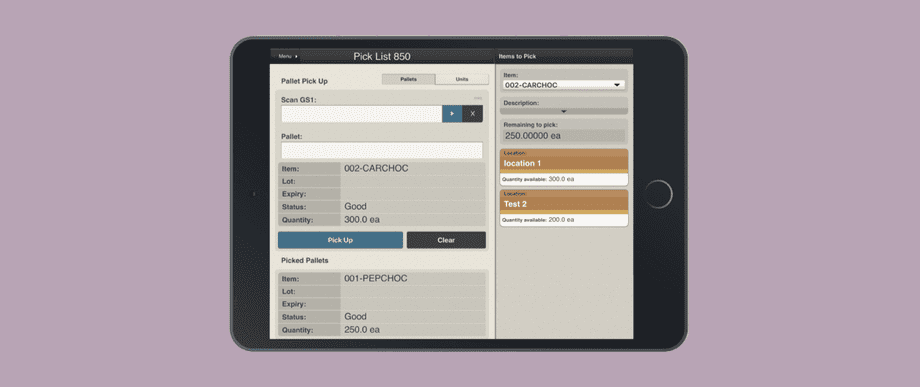 Menu
Pick List 850
Pallet Pick Up
Pallets
Units
Scan GS1:
X
Pallet:
Item: 002-CARCHOC
Lot:
Expiry:
Status: Good
Quantity: 300.0 ea
Pick Up
Clear
Picked Pallets
Item: 001-PEPCHOC
Lot:
Expiry:
Status: Good
Quantity: 250.0 ea
Items to Pick
Item:
002-CARCHOC
Description:
Remaining to pick:
250.00000 ea
Location:
location 1
Quantity available: 300.0 ea
Location:
Test 2
Quantity available: 200.0 ea